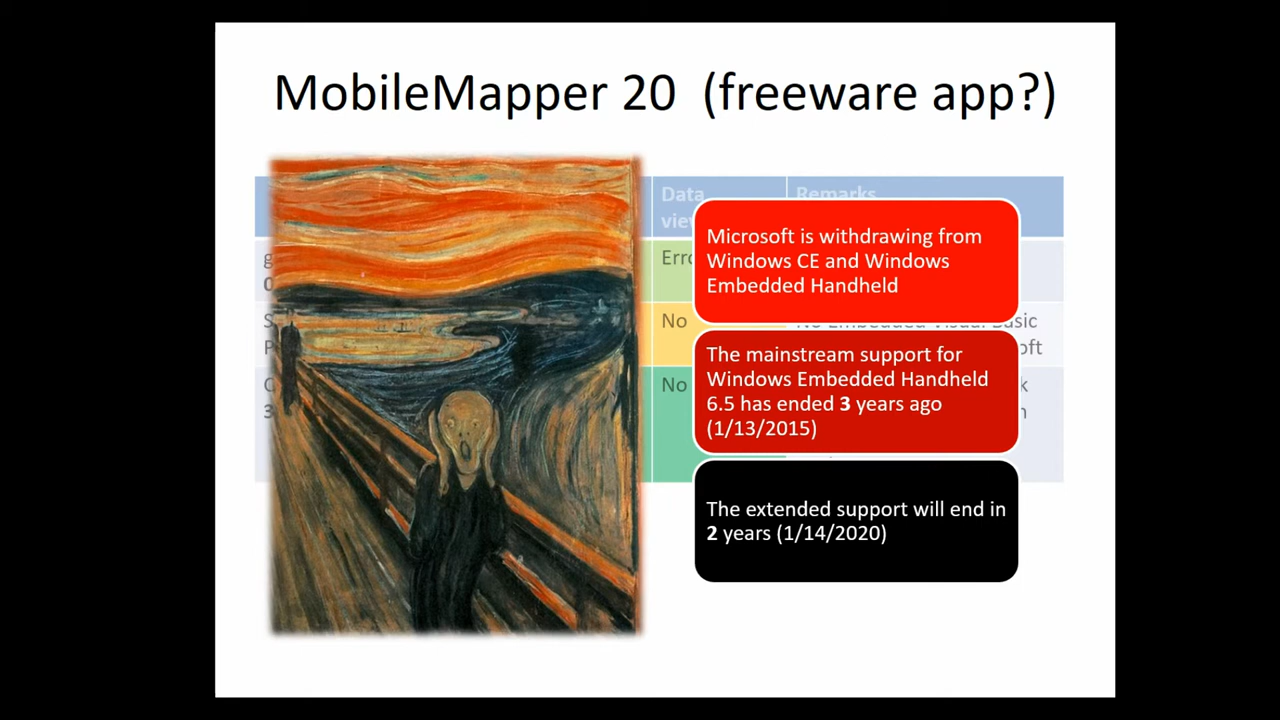 MobileMapper 20 (freeware app?)
Data
Remarks
No
No
Microsoft is withdrawing from
Windows CE and Windows
Embedded Handheld
The mainstream support for
Windows Embedded Handheld
6.5 has ended 3 years ago
(1/13/2015)
The extended support will end in
2 years (1/14/2020)